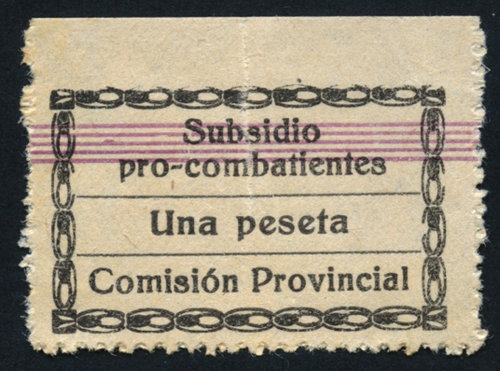 Subsidio
pro-combatientes
Una peseta
Comisión Provincial